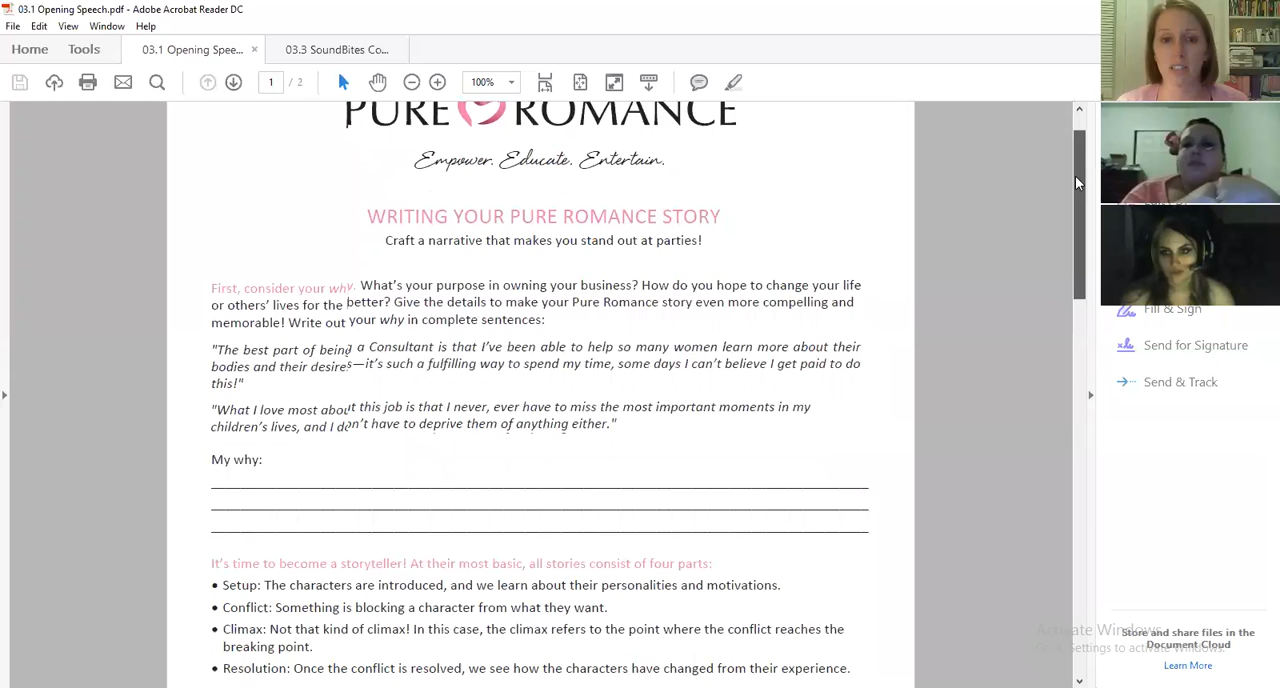 03.1 Opening Speech.pdf - Adobe Acrobat Reader DC
File Edit View Window Help
Home Tools 03.1 Opening Spee... × 03.3 SoundBites Co...
1 / 2 100%
PURE ROMANCE
Empower. Educate. Entertain.
WRITING YOUR PURE ROMANCE STORY
Craft a narrative that makes you stand out at parties!
First, consider your why. What's your purpose in owning your business? How do you hope to change your life
or others' lives for the better? Give the details to make your Pure Romance story even more compelling and
memorable! Write out your why in complete sentences:
"The best part of being a Consultant is that I've been able to help so many women learn more about their
bodies and their desires—it's such a fulfilling way to spend my time, some days I can't believe I get paid to do
this!"
"What I love most about this job is that I never, ever have to miss the most important moments in my
children's lives, and I don't have to deprive them of anything either."
My why:
It's time to become a storyteller! At their most basic, all stories consist of four parts:
• Setup: The characters are introduced, and we learn about their personalities and motivations.
• Conflict: Something is blocking a character from what they want.
• Climax: Not that kind of climax! In this case, the climax refers to the point where the conflict reaches the
breaking point.
• Resolution: Once the conflict is resolved, we see how the characters have changed from their experience.
Fill & Sign
Send for Signature
Send & Track
Activate Windows
Go to Settings to activate Windows.
Store and share files in the
Document Cloud
Learn More